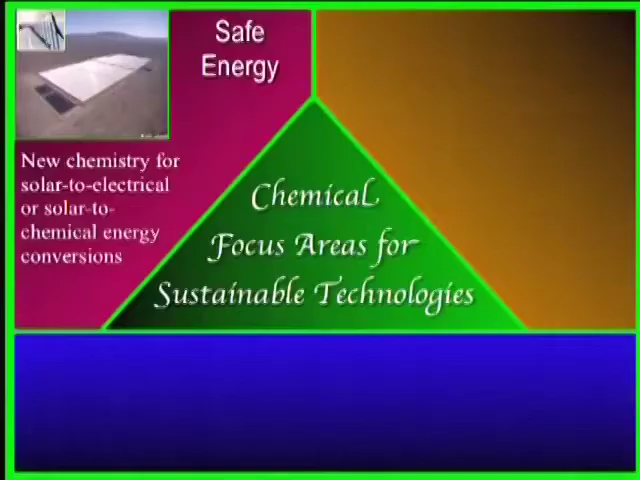 Safe
Energy
New chemistry for
solar-to-electrical
or solar-to-
chemical energy
conversions
Chemical
Focus Areas for
Sustainable Technologies